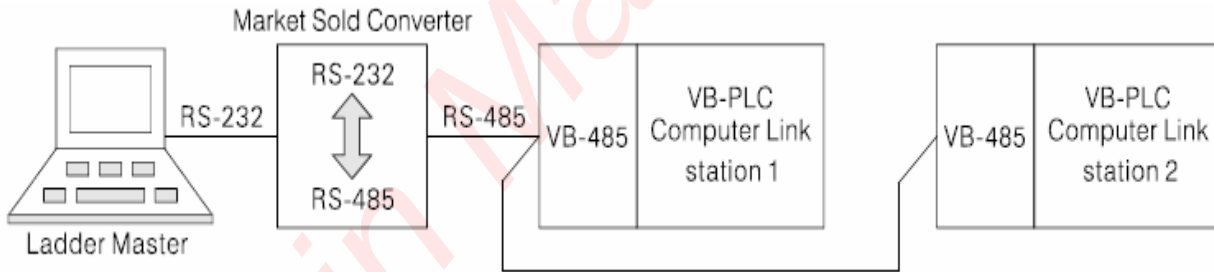 Market Sold Converter
RS-232
RS-485
RS-232
RS-485
Ladder Master
VB-485
VB-PLC
Computer Link
station 1
VB-485
VB-PLC
Computer Link
station 2